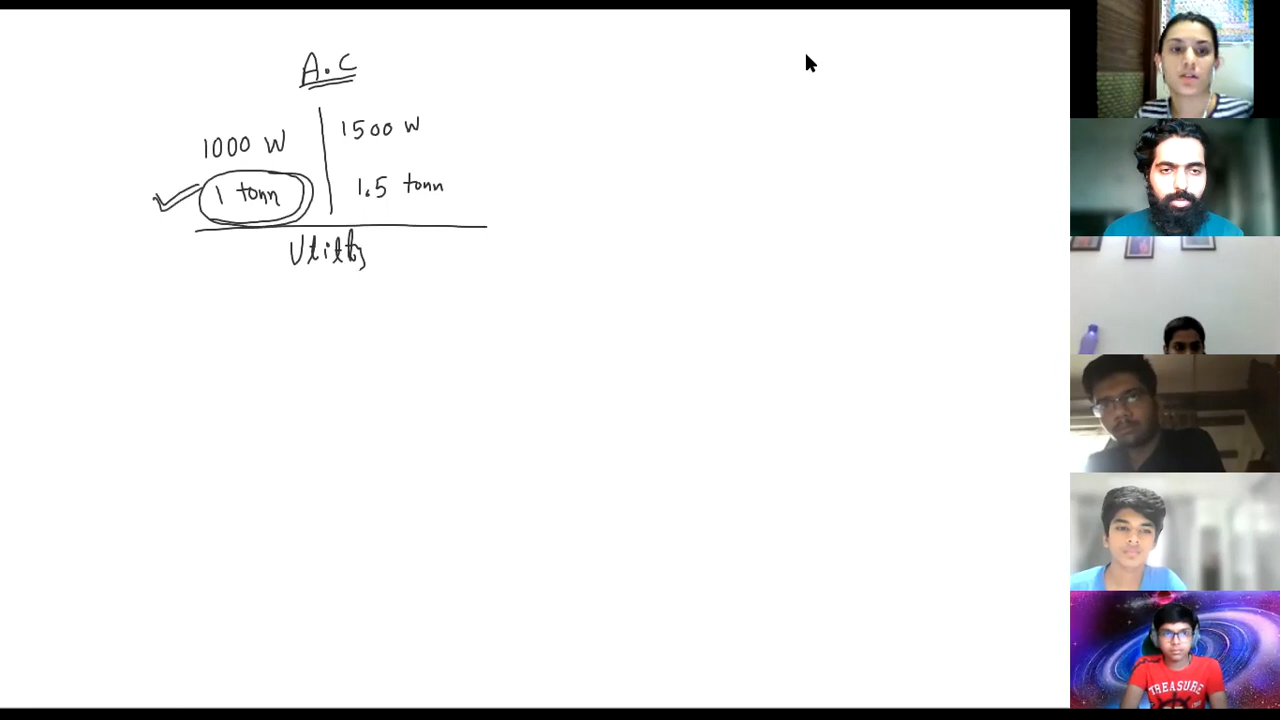 A.C
1000 W 1500 W
1 tonn 1.5 tonn
Utility
TREASURE